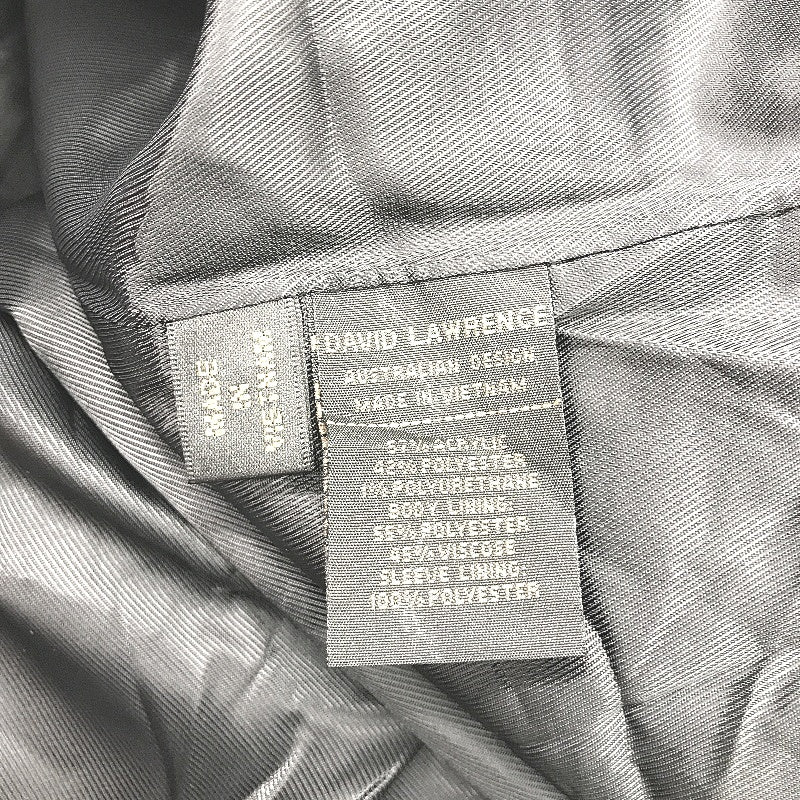 MADE
IN
VIETNAM
DAVID LAWRENCE
AUSTRALIAN DESIGN
MADE IN VIETNAM
ACRYLIC
POLYESTER
1% POLYURETHANE
BODY LINING:
55% POLYESTER
45% VISCOSE
SLEEVE LINING:
100% POLYESTER